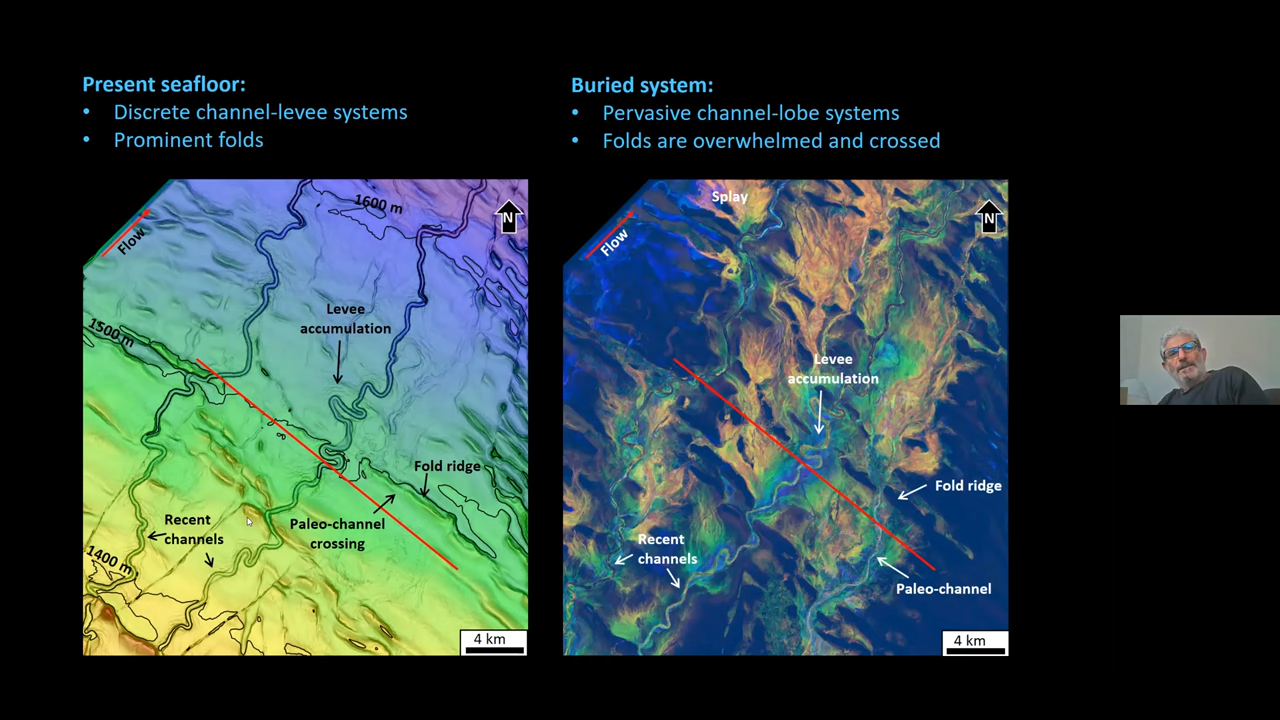 Present seafloor:
• Discrete channel-levee systems
• Prominent folds
Buried system:
• Pervasive channel-lobe systems
• Folds are overwhelmed and crossed
1600 m
N
Flow
Levee
accumulation
1500 m
Fold ridge
Recent
channels
Paleo-channel
crossing
1400 m
4 km
Splay
N
Flow
Levee
accumulation
Fold ridge
Recent
channels
Paleo-channel
4 km